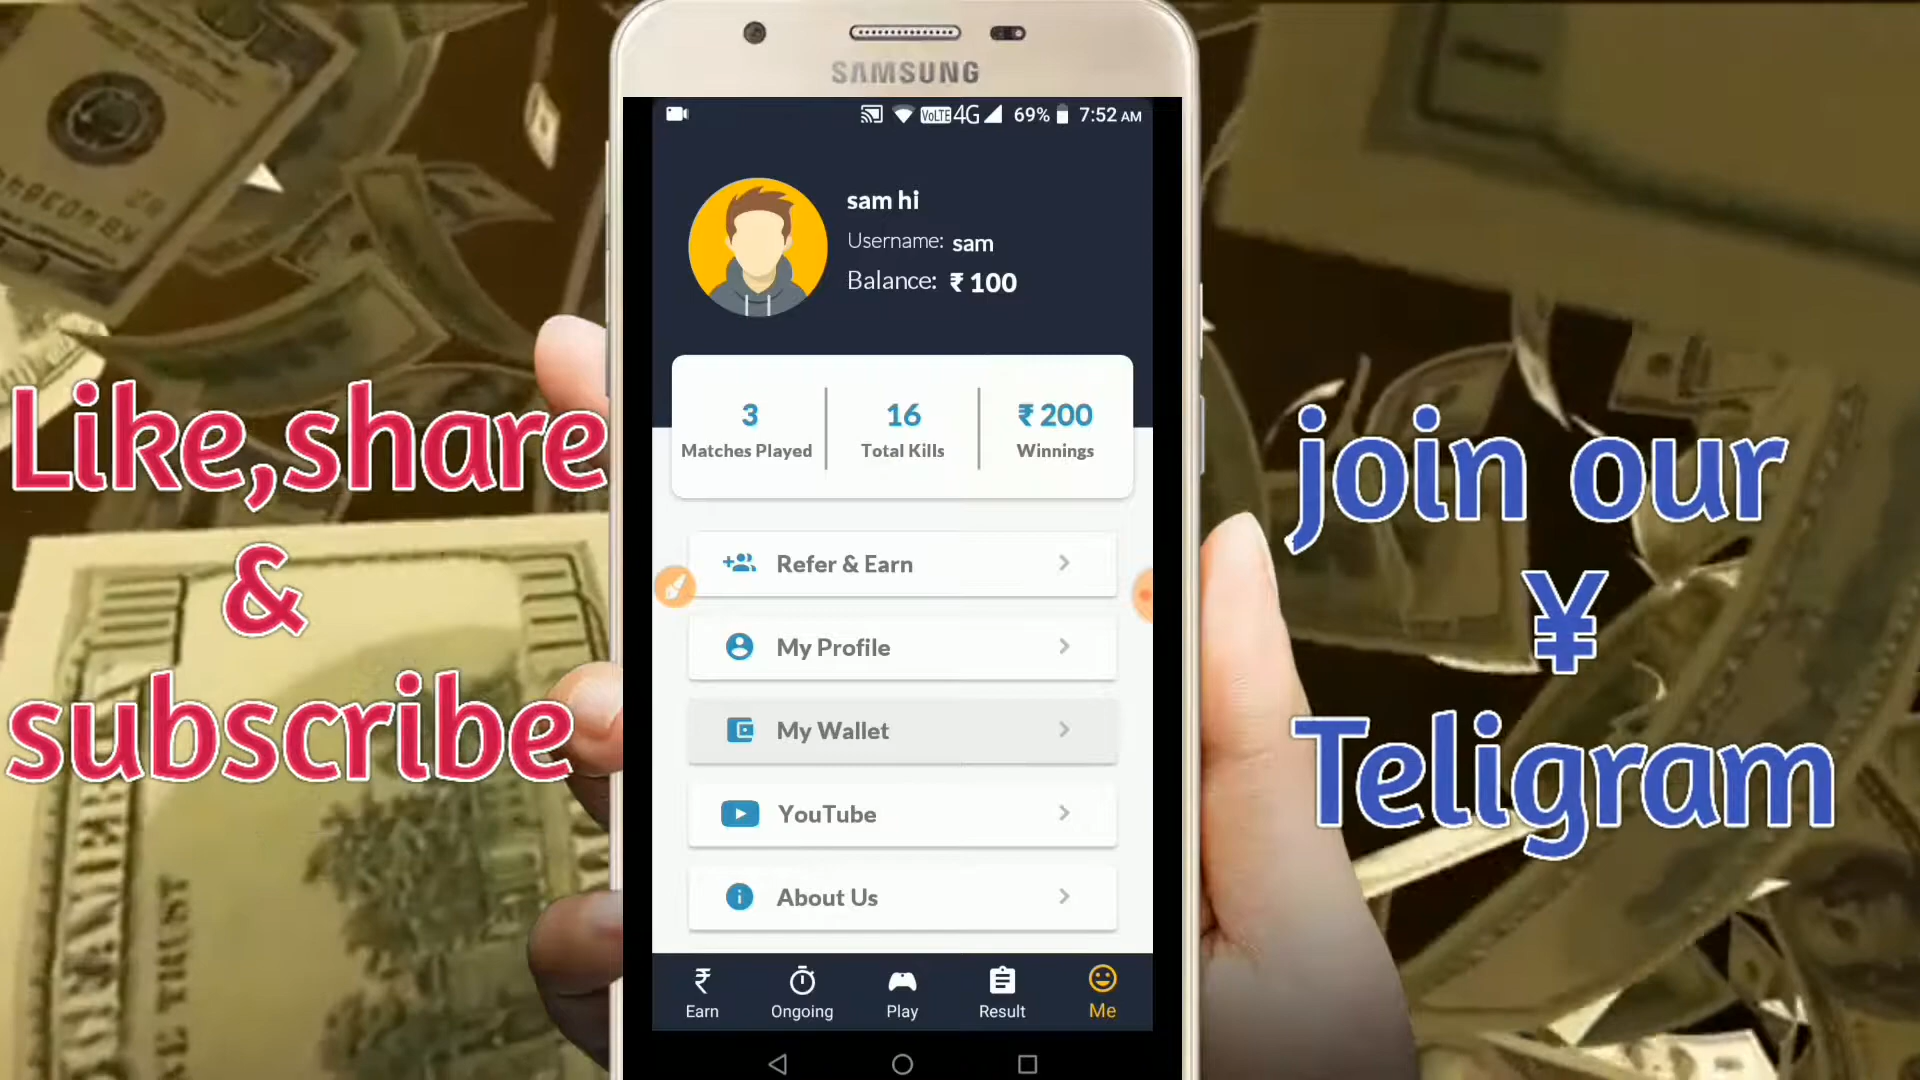 SAMSUNG
VoLTE 4G 69% 7:52 AM
sam hi
Username: sam
Balance: ₹ 100
3
Matches Played
16
Total Kills
₹ 200
Winnings
Refer & Earn
My Profile
My Wallet
YouTube
About Us
Earn
Ongoing
Play
Result
Me
Like,share
&
subscribe
join our
¥
Teligram